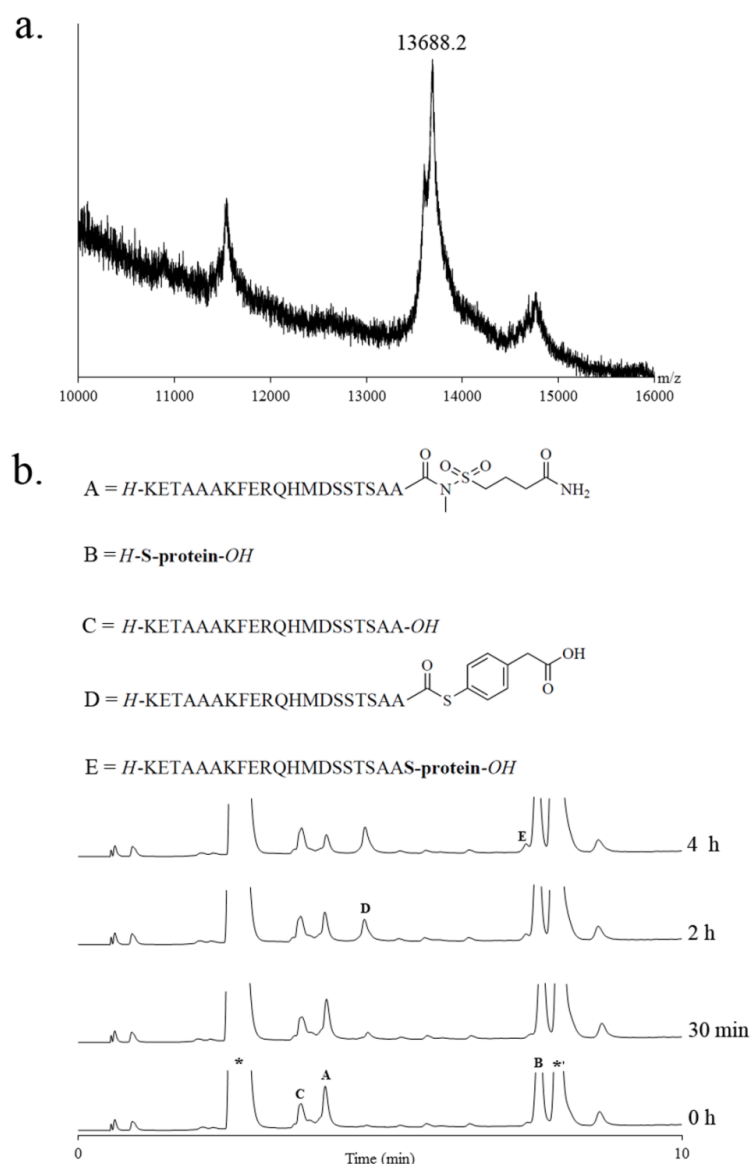 a.
13688.2
10000 11000 12000 13000 14000 15000 16000 m/z
b.
A = H-KETAAAKFERQHMDSSTSAA O N O S O O NH2
B = H-S-protein-OH
C = H-KETAAAKFERQHMDSSTSAA-OH
D = H-KETAAAKFERQHMDSSTSAA O S OH O
E = H-KETAAAKFERQHMDSSTSAAS-protein-OH
E 4 h
D 2 h
30 min
* C A B *' 0 h
0 Time (min) 10